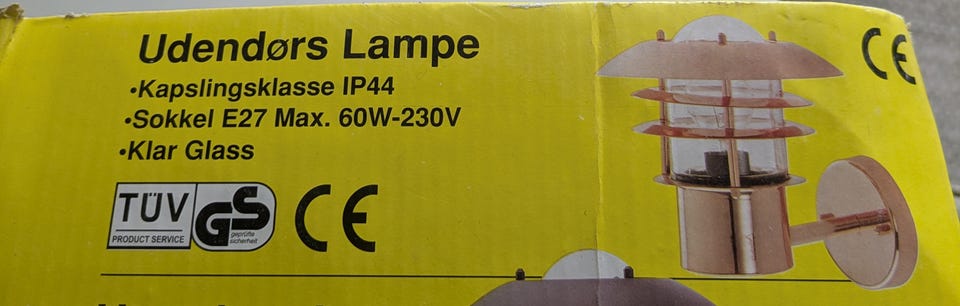 Udendørs Lampe
•Kapslingsklasse IP44
•Sokkel E27 Max. 60W-230V
•Klar Glass
TÜV
PRODUCT SERVICE
GS
geprüfte
sicherheit
CE
CE